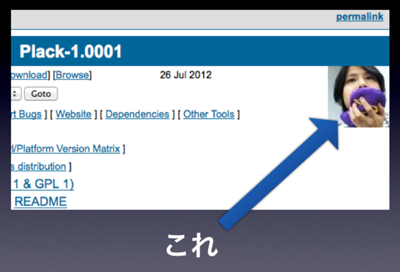 permalink
Plack-1.0001
ownload] [Browse] 26 Jul 2012
Goto
rt Bugs ] [ Website ] [ Dependencies ] [ Other Tools ]
/Platform Version Matrix ]
s distribution ]
1 & GPL 1)
README
これ